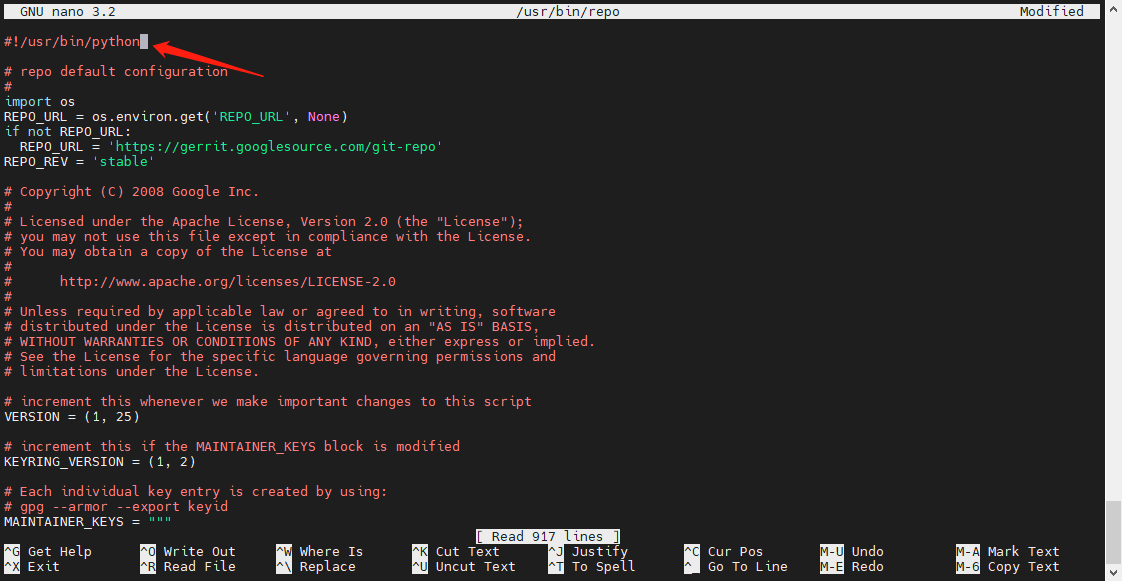 GNU nano 3.2 /usr/bin/repo Modified
#!/usr/bin/python
# repo default configuration
#
import os
REPO_URL = os.environ.get('REPO_URL', None)
if not REPO_URL:
  REPO_URL = 'https://gerrit.googlesource.com/git-repo'
REPO_REV = 'stable'
# Copyright (C) 2008 Google Inc.
#
# Licensed under the Apache License, Version 2.0 (the "License");
# you may not use this file except in compliance with the License.
# You may obtain a copy of the License at
#
#      http://www.apache.org/licenses/LICENSE-2.0
#
# Unless required by applicable law or agreed to in writing, software
# distributed under the License is distributed on an "AS IS" BASIS,
# WITHOUT WARRANTIES OR CONDITIONS OF ANY KIND, either express or implied.
# See the License for the specific language governing permissions and
# limitations under the License.
# increment this whenever we make important changes to this script
VERSION = (1, 25)
# increment this if the MAINTAINER_KEYS block is modified
KEYRING_VERSION = (1, 2)
# Each individual key entry is created by using:
# gpg --armor --export keyid
MAINTAINER_KEYS = """
[ Read 917 lines ]
^G Get Help ^O Write Out ^W Where Is ^K Cut Text ^J Justify ^C Cur Pos M-U Undo M-A Mark Text
^X Exit ^R Read File ^\ Replace ^U Uncut Text ^T To Spell ^_ Go To Line M-E Redo M-6 Copy Text